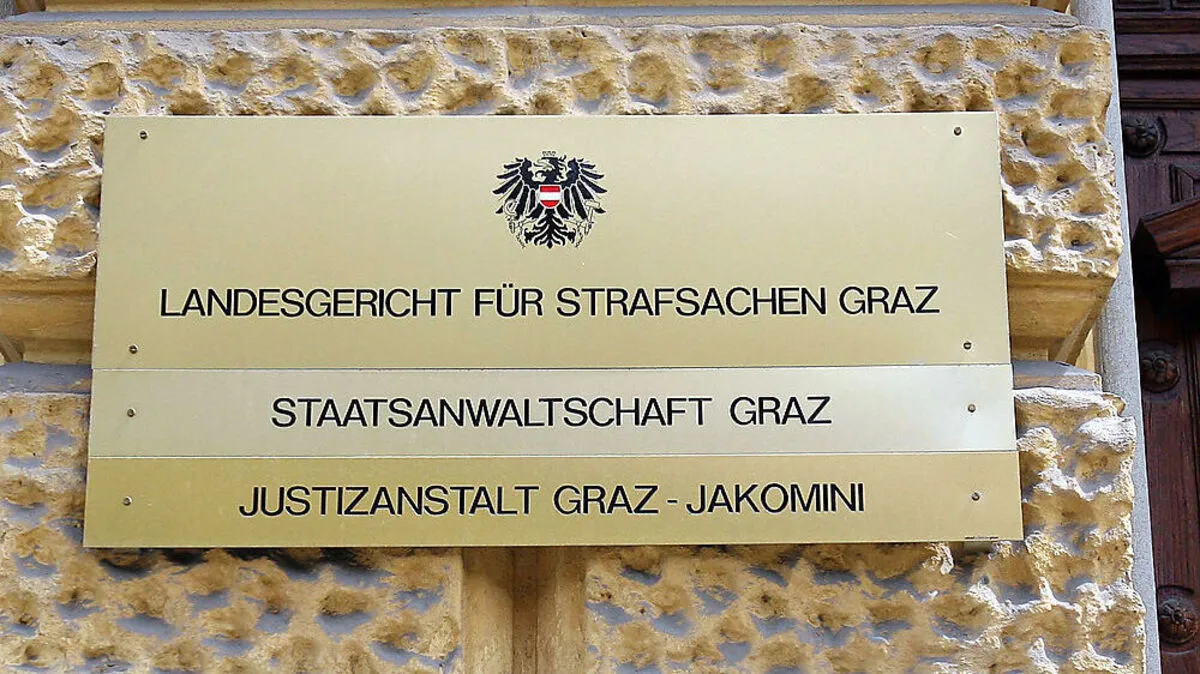 LANDESGERICHT FÜR STRAFSACHEN GRAZ
STAATSANWALTSCHAFT GRAZ
JUSTIZANSTALT GRAZ - JAKOMINI